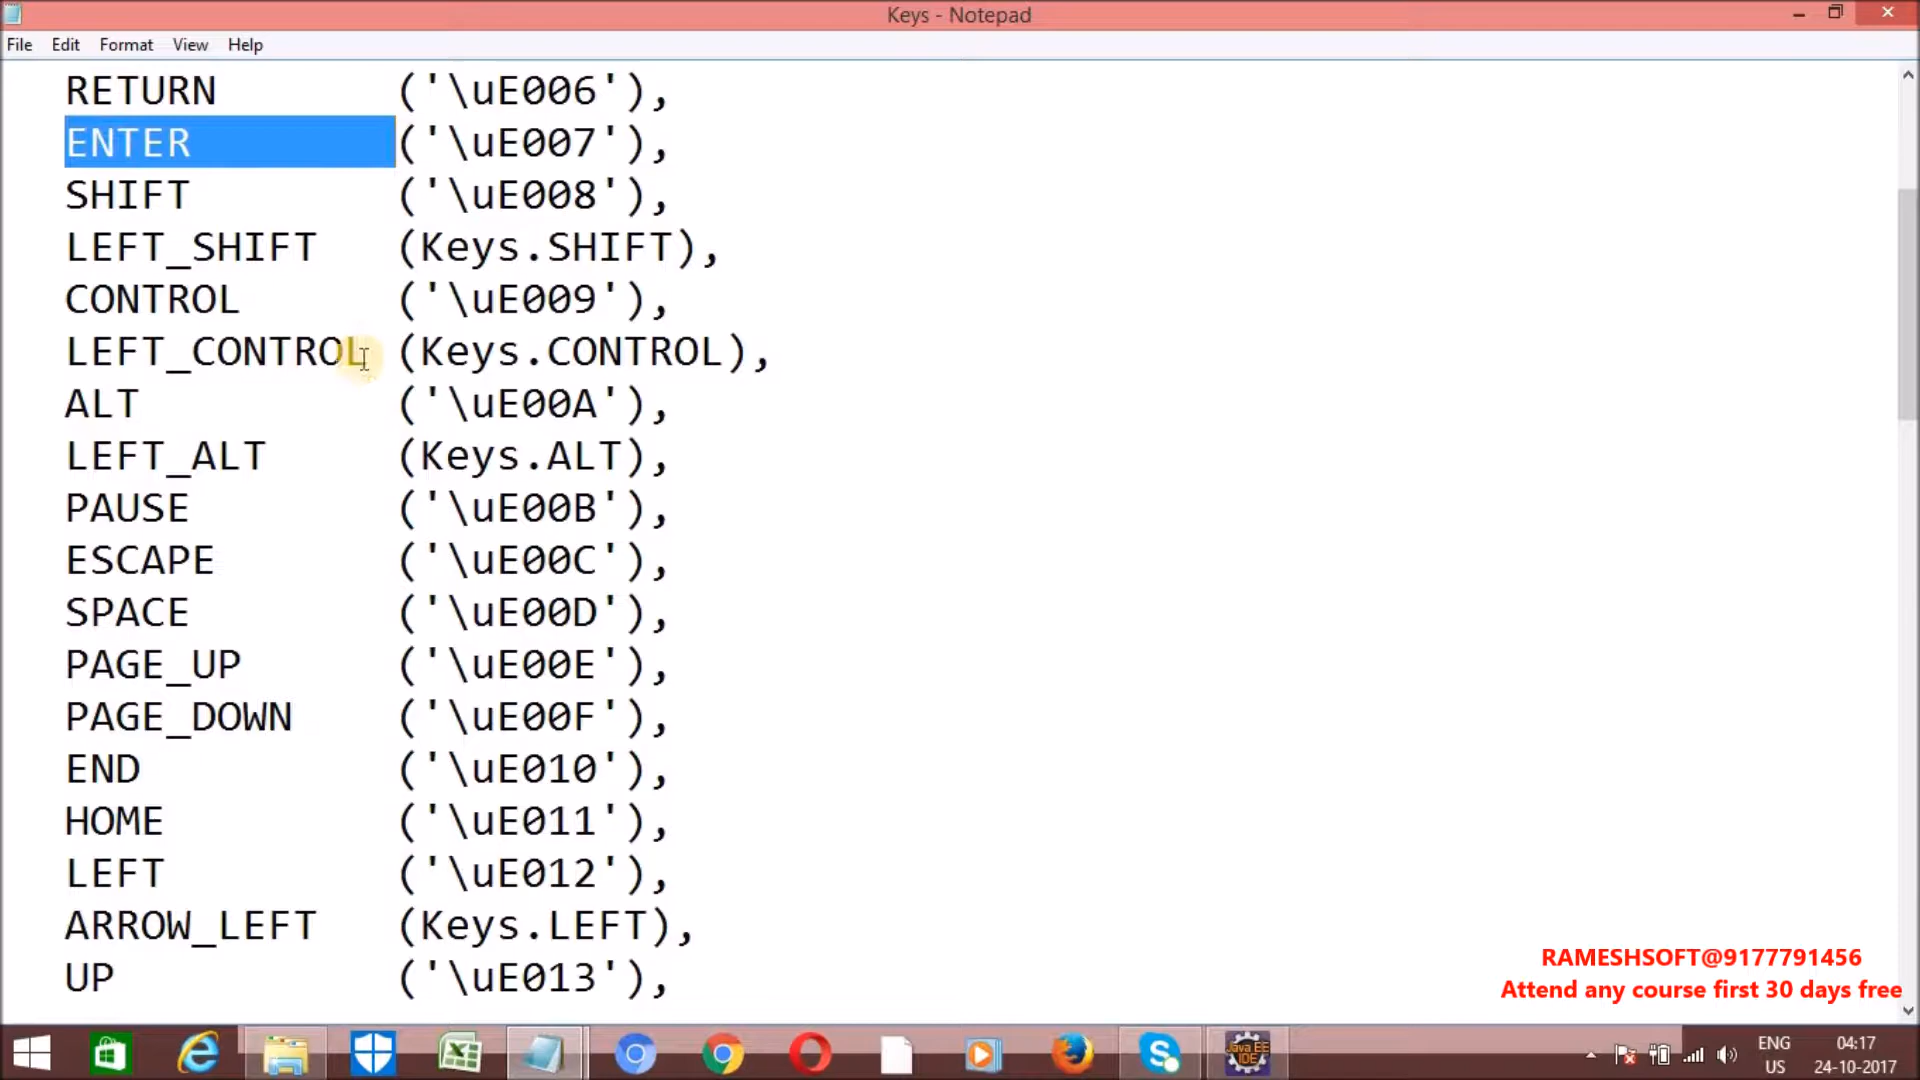 Keys - Notepad
File Edit Format View Help
RETURN ('\uE006'),
ENTER ('\uE007'),
SHIFT ('\uE008'),
LEFT_SHIFT (Keys.SHIFT),
CONTROL ('\uE009'),
LEFT_CONTROL (Keys.CONTROL),
ALT ('\uE00A'),
LEFT_ALT (Keys.ALT),
PAUSE ('\uE00B'),
ESCAPE ('\uE00C'),
SPACE ('\uE00D'),
PAGE_UP ('\uE00E'),
PAGE_DOWN ('\uE00F'),
END ('\uE010'),
HOME ('\uE011'),
LEFT ('\uE012'),
ARROW_LEFT (Keys.LEFT),
UP ('\uE013'),
RAMESHSOFT@9177791456
Attend any course first 30 days free
Java EE
IDE
ENG
US
04:17
24-10-2017